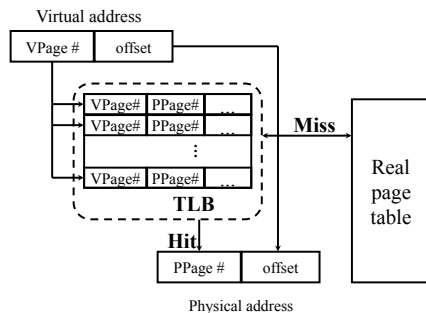 Virtual address
VPage # offset
VPage# PPage# ...
VPage# PPage# ...
⋮
VPage# PPage# ...
TLB
Miss
Real
page
table
Hit
PPage # offset
Physical address